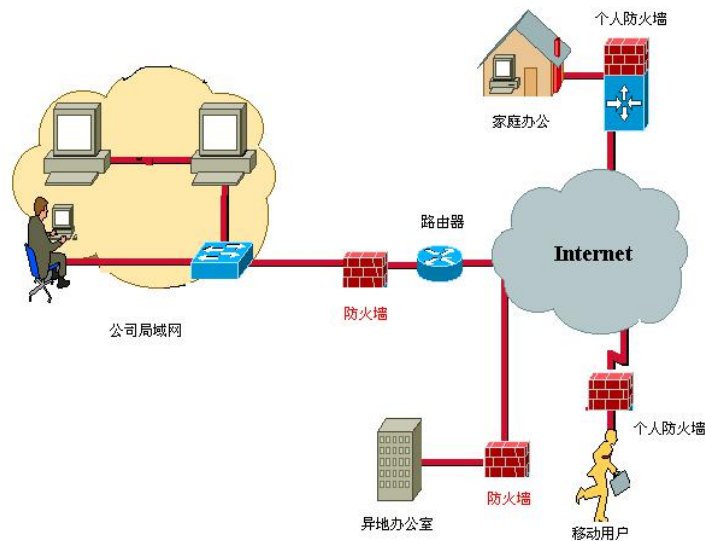 个人防火墙
家庭办公
路由器
Internet
防火墙
公司局域网
个人防火墙
防火墙
异地办公室
移动用户